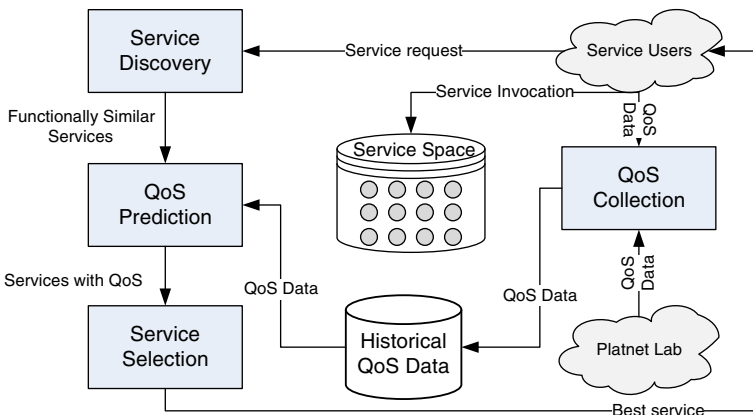 Service
Discovery
Service request
Service Users
Functionally Similar
Services
Service Invocation
QoS
Data
Service Space
QoS
Prediction
QoS
Collection
Services with QoS
QoS Data
QoS Data
QoS
Data
Service
Selection
Historical
QoS Data
Platnet Lab
Best service